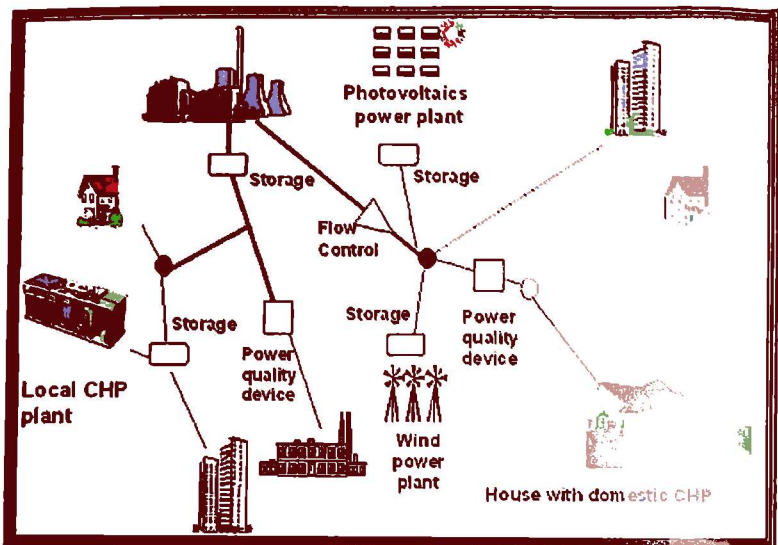 Photovoltaics
power plant
Storage
Storage
Flow
Control
Storage
Storage
Power
quality
device
Power
quality
device
Local CHP
plant
Wind
power
plant
House with domestic CHP